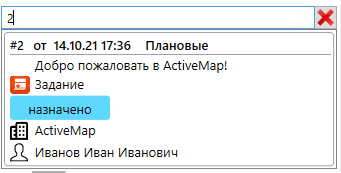 2
#2 от 14.10.21 17:36 Плановые
Добро пожаловать в ActiveMap!
Задание
назначено
ActiveMap
Иванов Иван Иванович